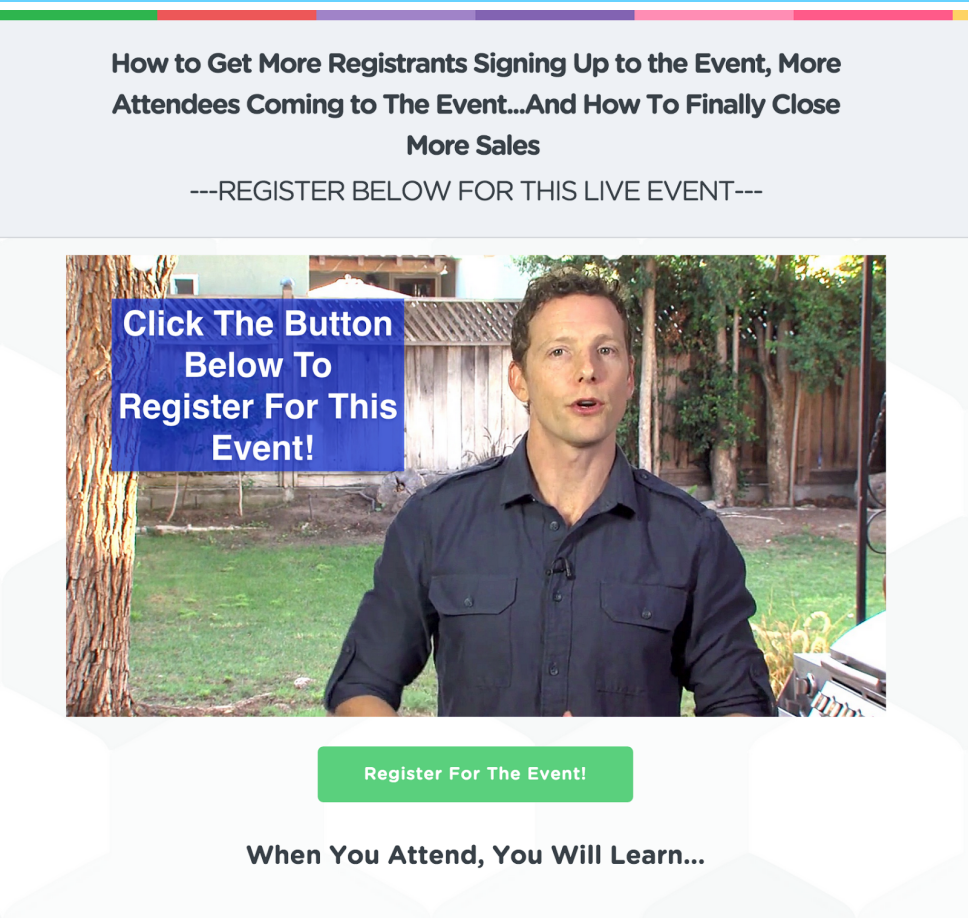 How to Get More Registrants Signing Up to the Event, More
Attendees Coming to The Event...And How To Finally Close
More Sales
---REGISTER BELOW FOR THIS LIVE EVENT---
Click The Button
Below To
Register For This
Event!
Register For The Event!
When You Attend, You Will Learn...